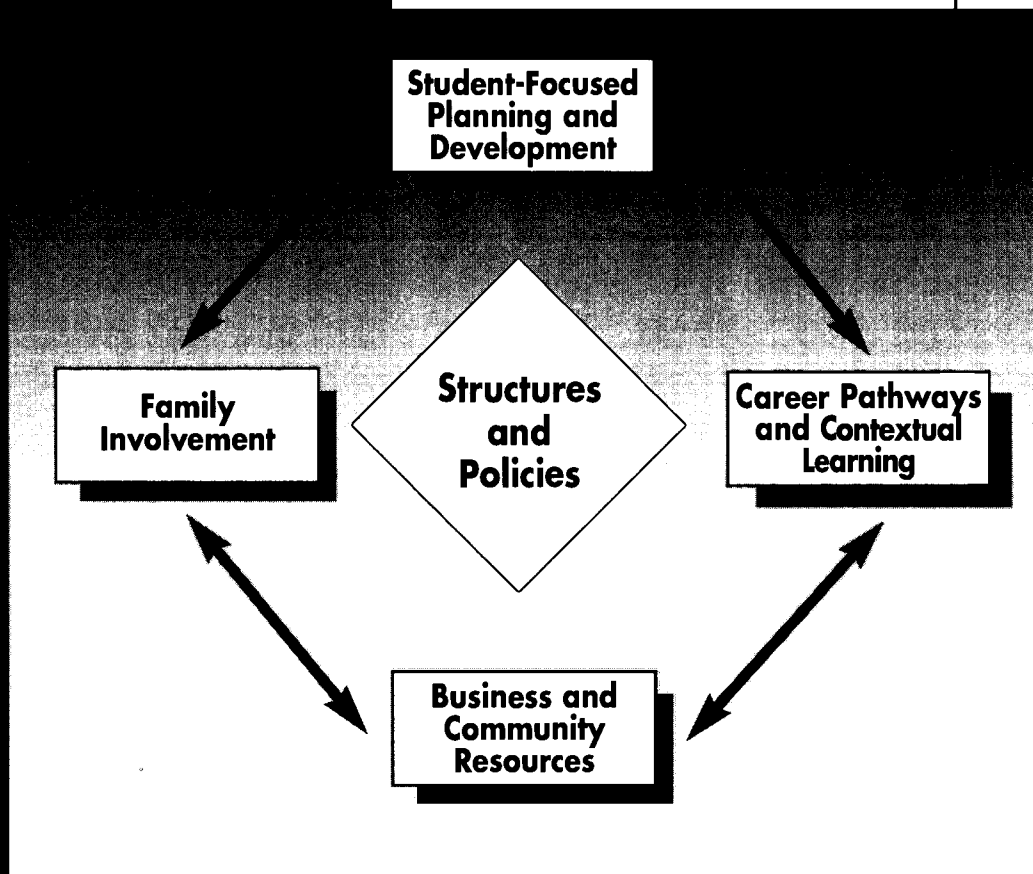 Student-Focused
Planning and
Development
Family
Involvement
Structures
and
Policies
Career Pathways
and Contextual
Learning
Business and
Community
Resources